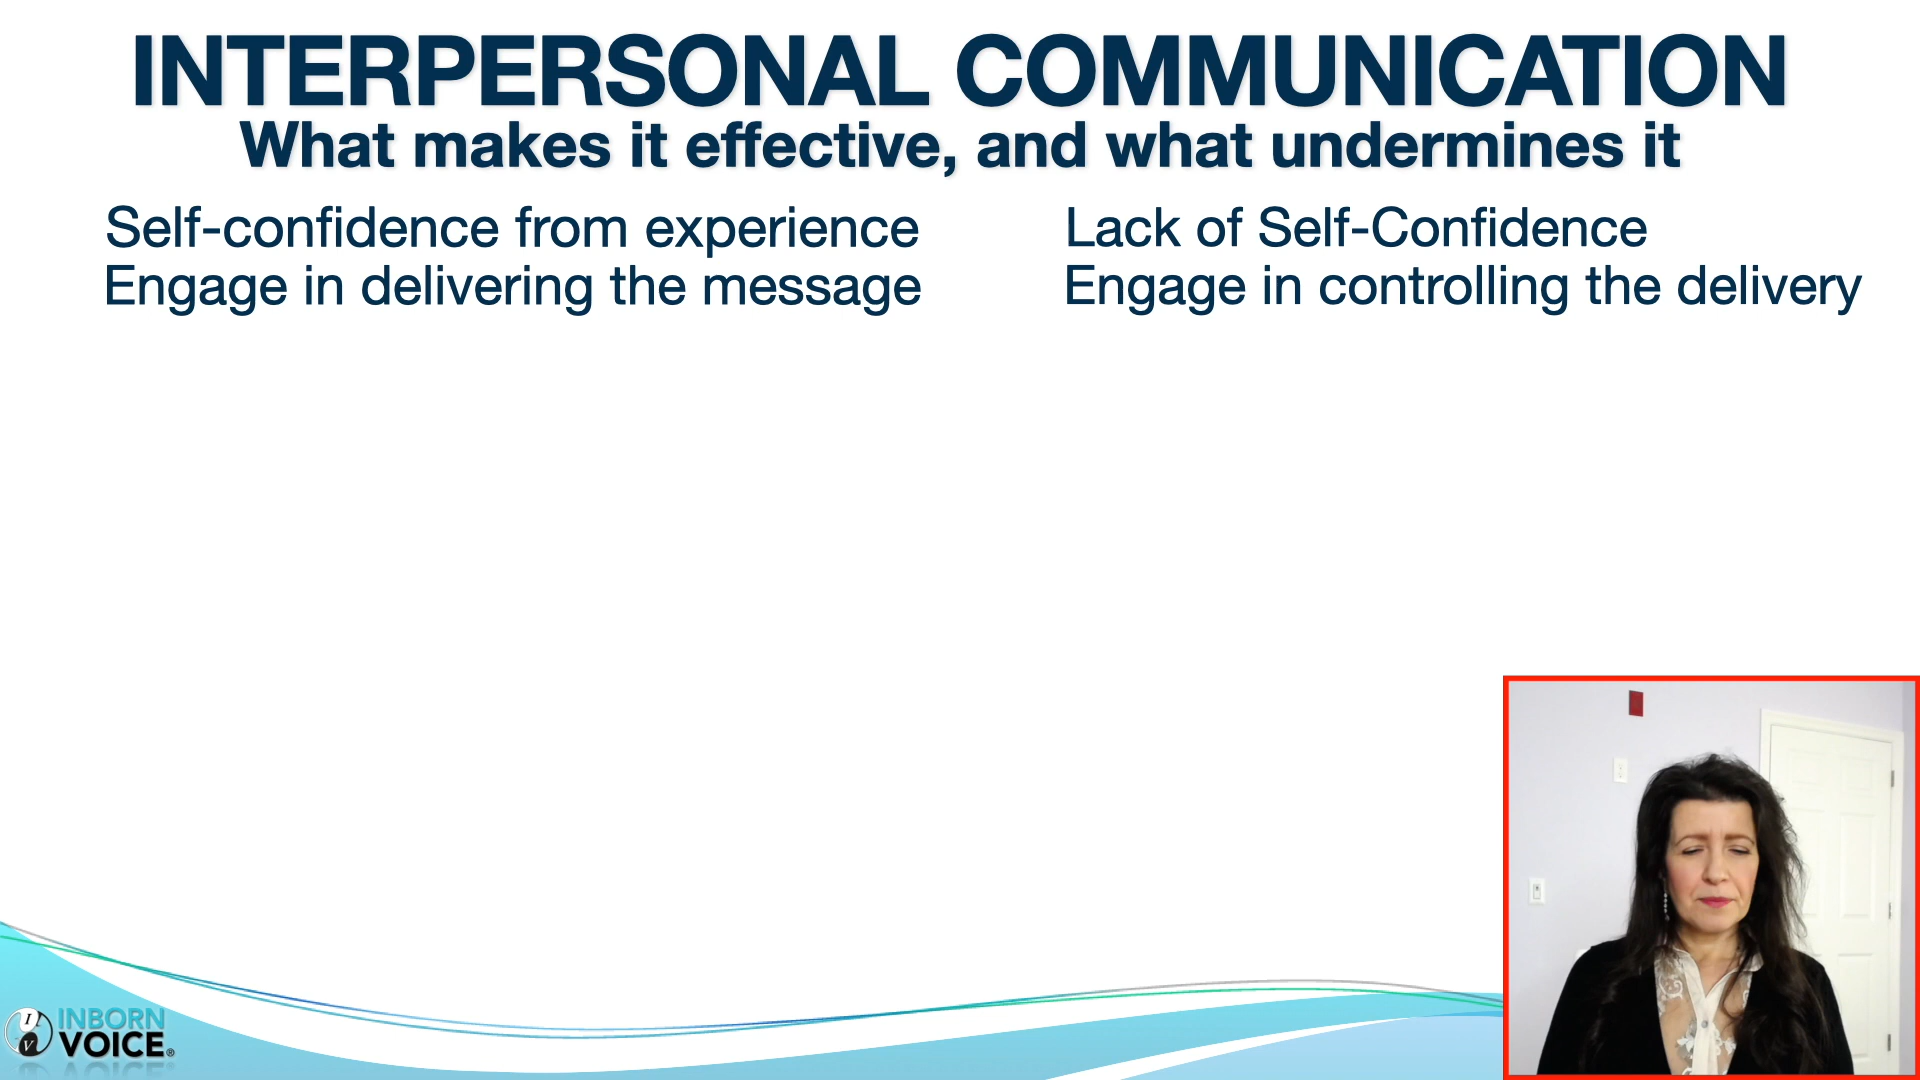 INTERPERSONAL COMMUNICATION
What makes it effective, and what undermines it
Self-confidence from experience
Engage in delivering the message
Lack of Self-Confidence
Engage in controlling the delivery
I
V
INBORN
VOICE®